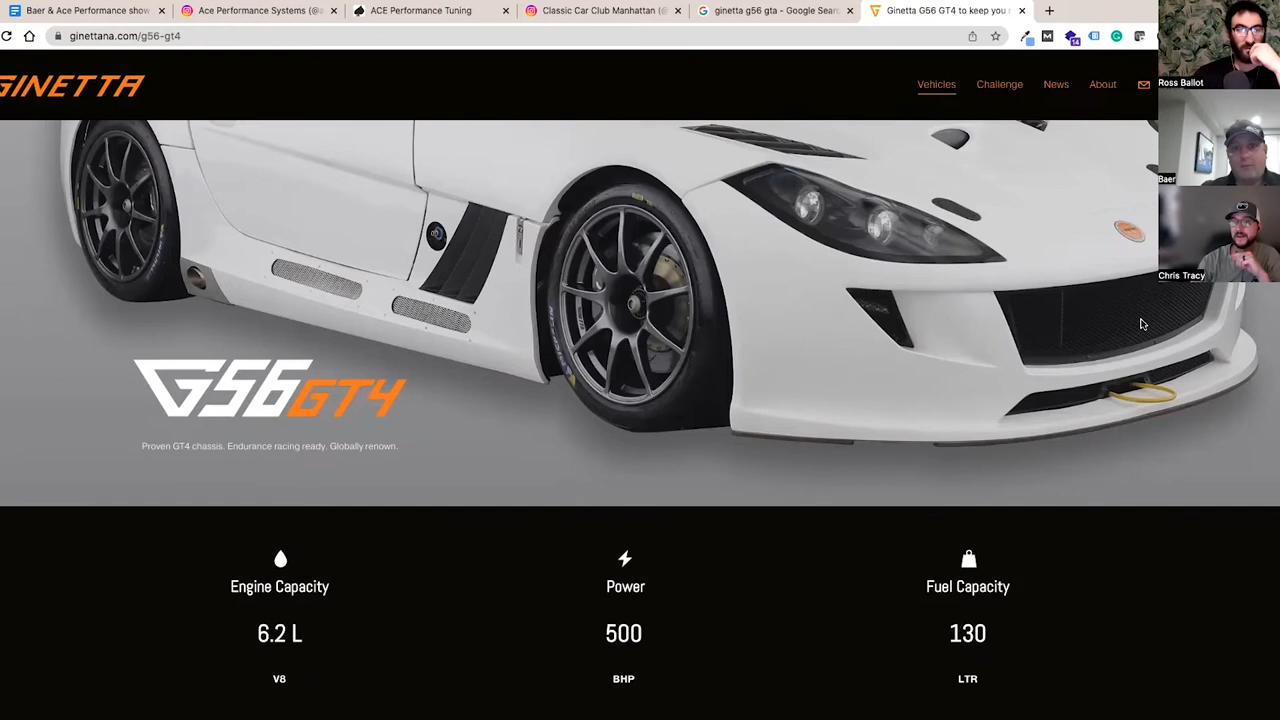 Baer & Ace Performance show
Ace Performance Systems (@a
ACE Performance Tuning
Classic Car Club Manhattan (@
ginetta g56 gta - Google Sear
Ginetta G56 GT4 to keep you
ginettana.com/g56-gt4
14
GINETTA
Vehicles
Challenge
News
About
Ross Ballot
Baer
Chris Tracy
G56GT4
Proven GT4 chassis. Endurance racing ready. Globally renown.
Engine Capacity
Power
Fuel Capacity
6.2 L
500
130
V8
BHP
LTR